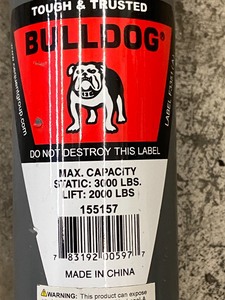 TOUGH & TRUSTED
BULLDOG®
DO NOT DESTROY THIS LABEL
MAX. CAPACITY
STATIC: 3000 LBS.
LIFT: 2000 LBS
155157
7 83192 00597 7
MADE IN CHINA
WARNING: This product can expose